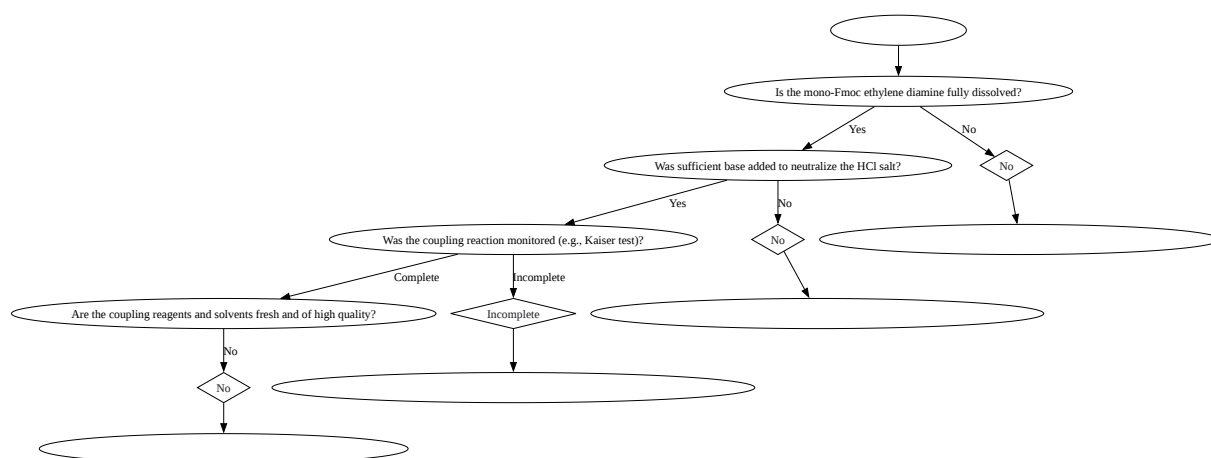 Is the mono-Fmoc ethylene diamine fully dissolved?
Yes
No
Was sufficient base added to neutralize the HCl salt?
No
Yes
No
Was the coupling reaction monitored (e.g., Kaiser test)?
No
Complete
Incomplete
Are the coupling reagents and solvents fresh and of high quality?
Incomplete
No
No